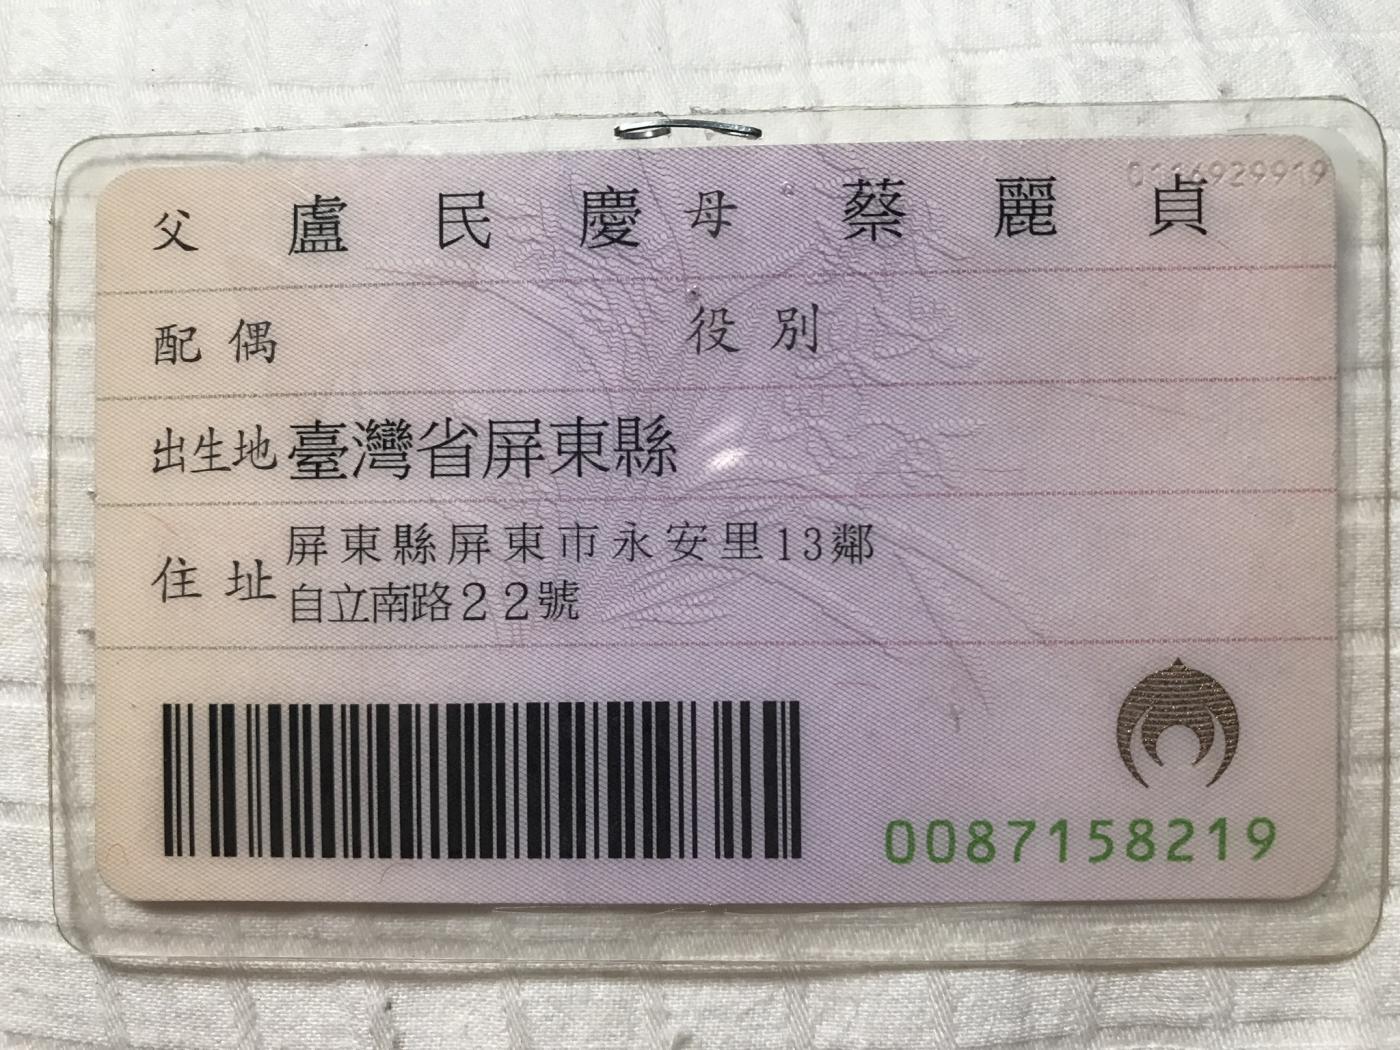 0116929919
父 盧 民 慶 母 蔡 麗 貞
配 偶 役 別
出生地 臺灣省屏東縣
住 址 屏東縣屏東市永安里13鄰
自立南路22號
0087158219